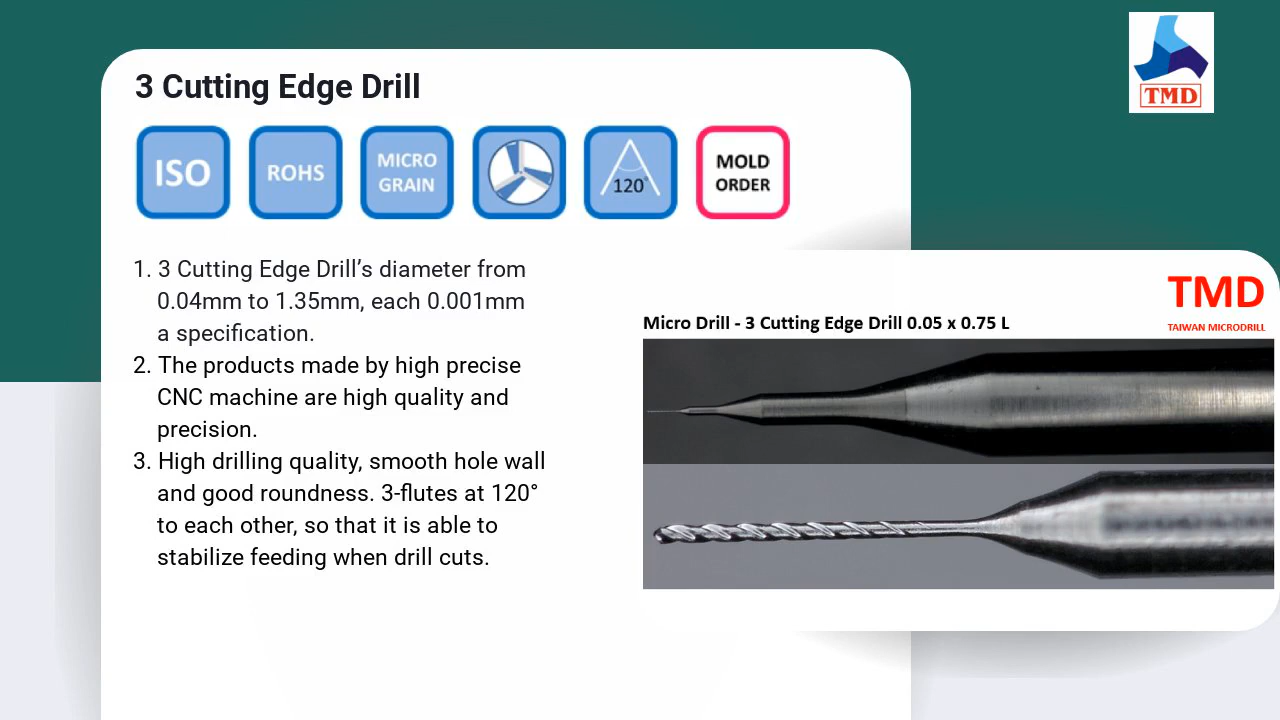 TMD
3 Cutting Edge Drill
ISO
ROHS
MICRO
GRAIN
120°
MOLD
ORDER
1. 3 Cutting Edge Drill’s diameter from
0.04mm to 1.35mm, each 0.001mm
a specification.
2. The products made by high precise
CNC machine are high quality and
precision.
3. High drilling quality, smooth hole wall
and good roundness. 3-flutes at 120°
to each other, so that it is able to
stabilize feeding when drill cuts.
TMD
TAIWAN MICRODRILL
Micro Drill - 3 Cutting Edge Drill 0.05 x 0.75 L